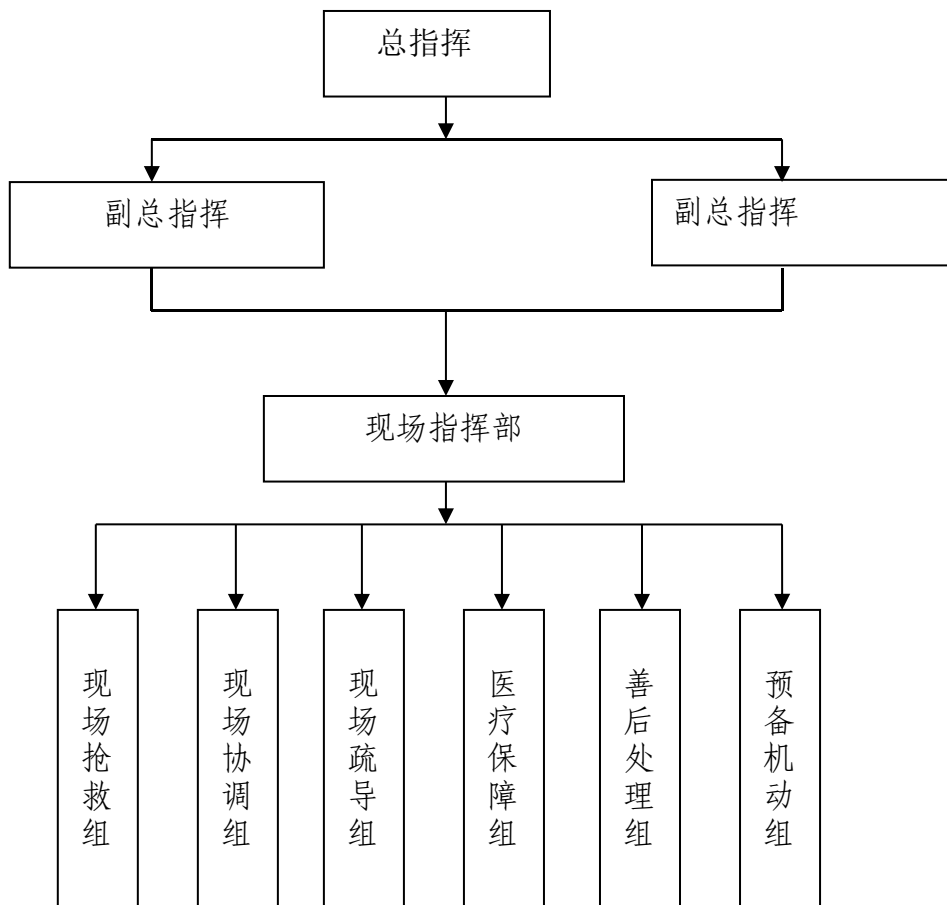 总指挥
副总指挥
副总指挥
现场指挥部
现场抢救组
现场协调组
现场疏导组
医疗保障组
善后处理组
预备机动组